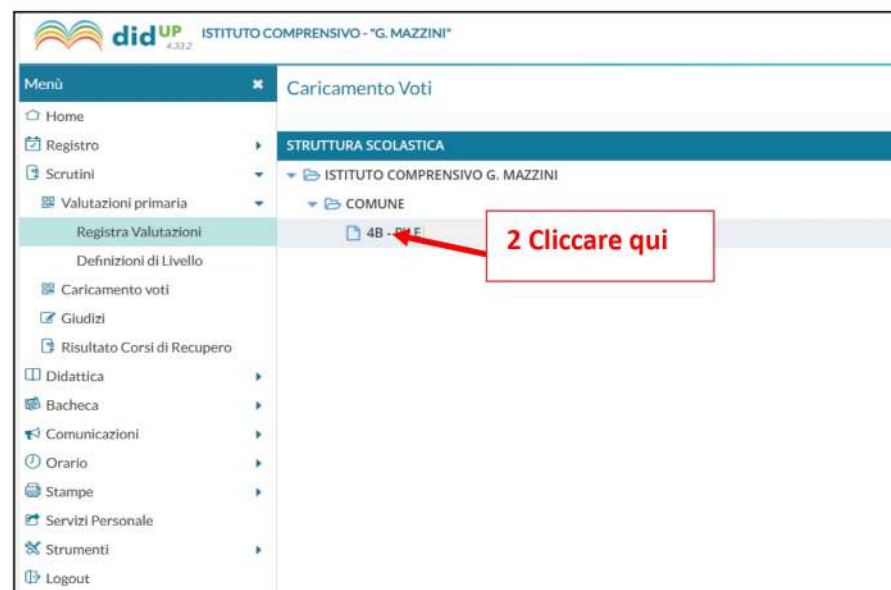 didUP
4.33.2
ISTITUTO COMPRENSIVO - "G. MAZZINI"
Menù
Home
Registro
Scrutini
Valutazioni primaria
Registra Valutazioni
Definizioni di Livello
Caricamento voti
Giudizi
Risultato Corsi di Recupero
Didattica
Bacheca
Comunicazioni
Orario
Stampe
Servizi Personale
Strumenti
Logout
Caricamento Voti
STRUTTURA SCOLASTICA
ISTITUTO COMPRENSIVO G. MAZZINI
COMUNE
4B -
2 Cliccare qui